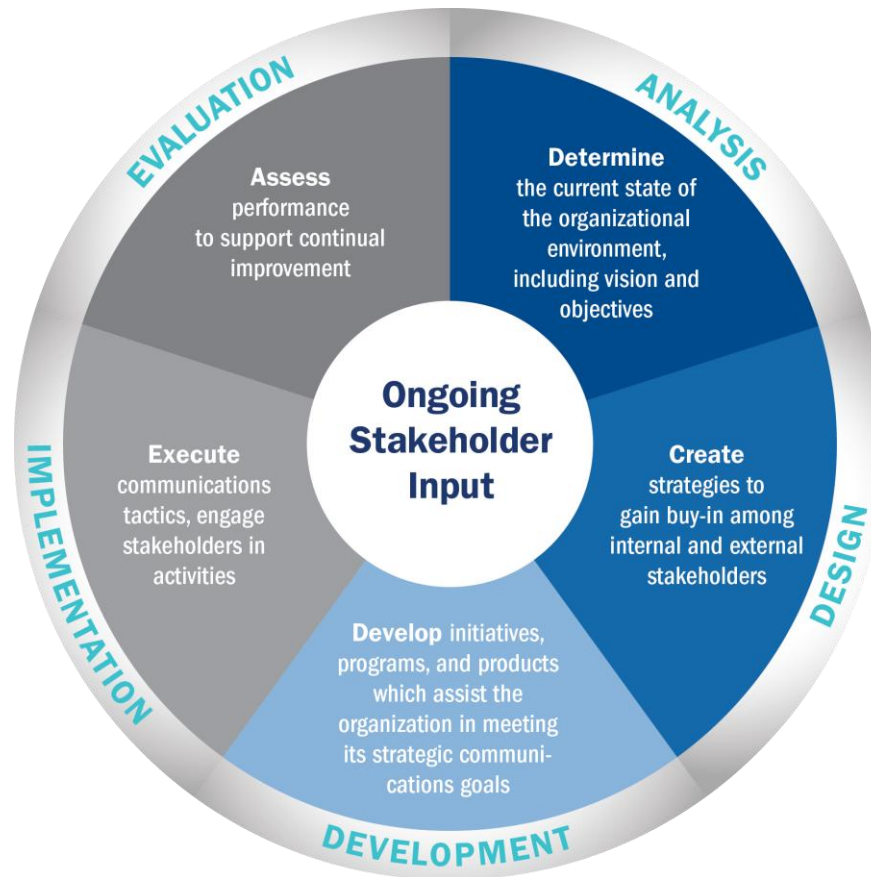 ANALYSIS
Determine
the current state of
the organizational
environment,
including vision and
objectives
DESIGN
Create
strategies to
gain buy-in among
internal and external
stakeholders
DEVELOPMENT
Develop initiatives,
programs, and products
which assist the
organization in meeting
its strategic communi-
cations goals
IMPLEMENTATION
Execute
communications
tactics, engage
stakeholders in
activities
EVALUATION
Assess
performance
to support continual
improvement
Ongoing
Stakeholder
Input